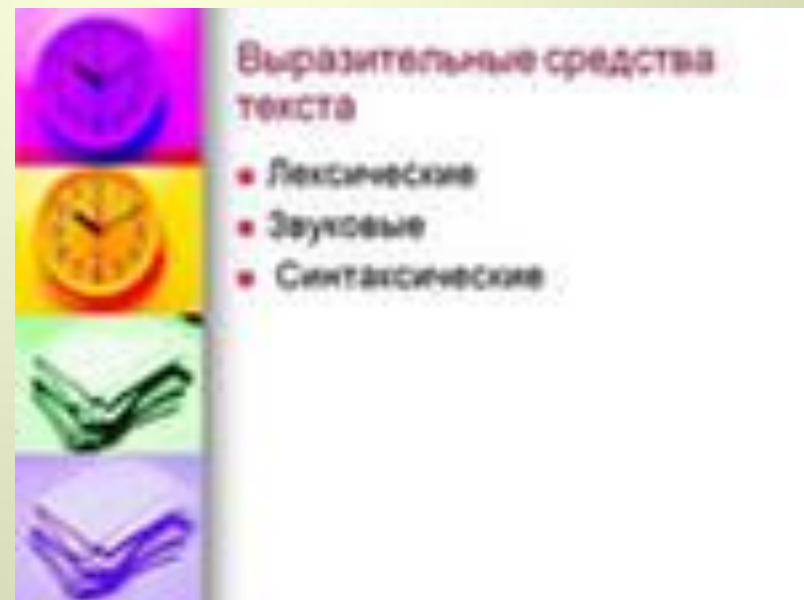 Выразительные средства
текста
Лексические
Звуковые
Синтаксические